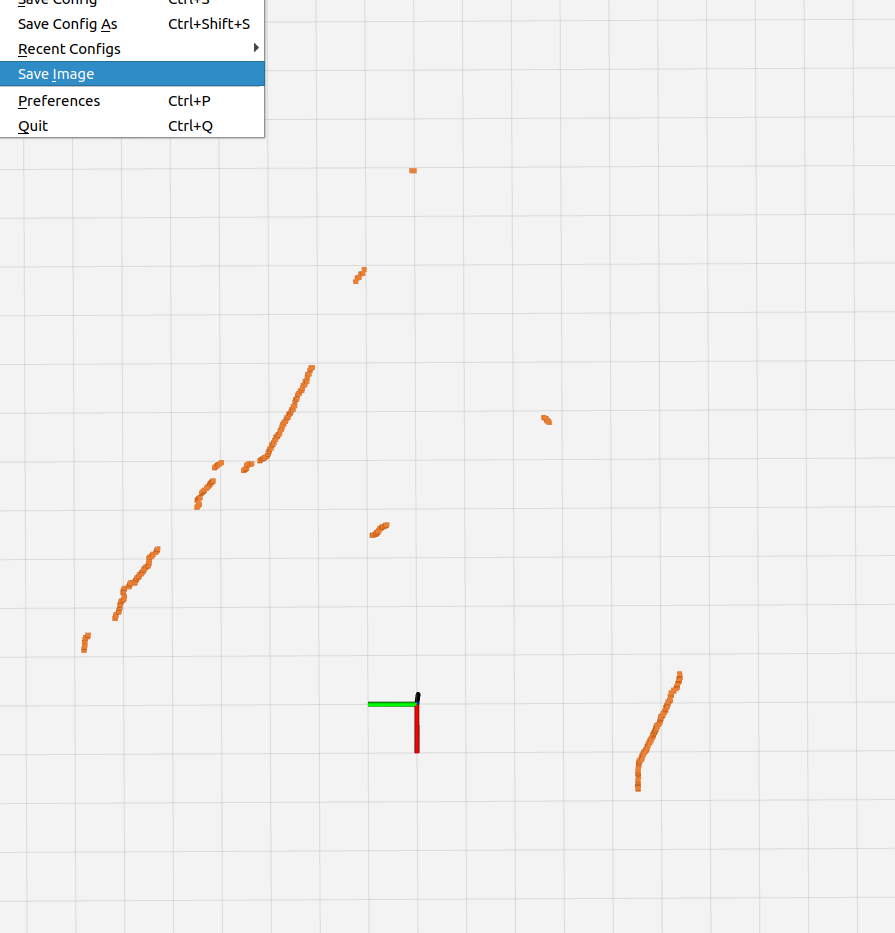 Save Config Ctrl+S
Save Config As Ctrl+Shift+S
Recent Configs
Save Image
Preferences Ctrl+P
Quit Ctrl+Q